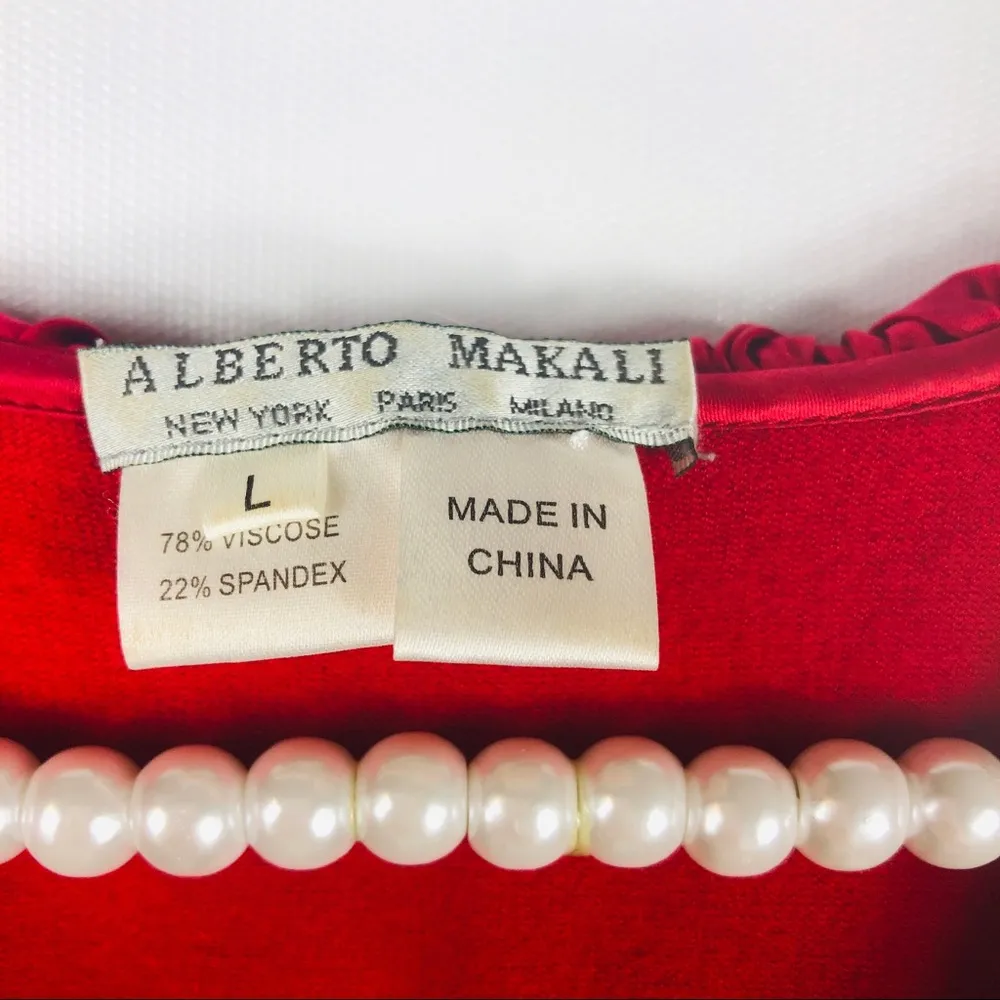 ALBERTO MAKALI
NEW YORK PARIS MILANO
L
78% VISCOSE
22% SPANDEX
MADE IN
CHINA